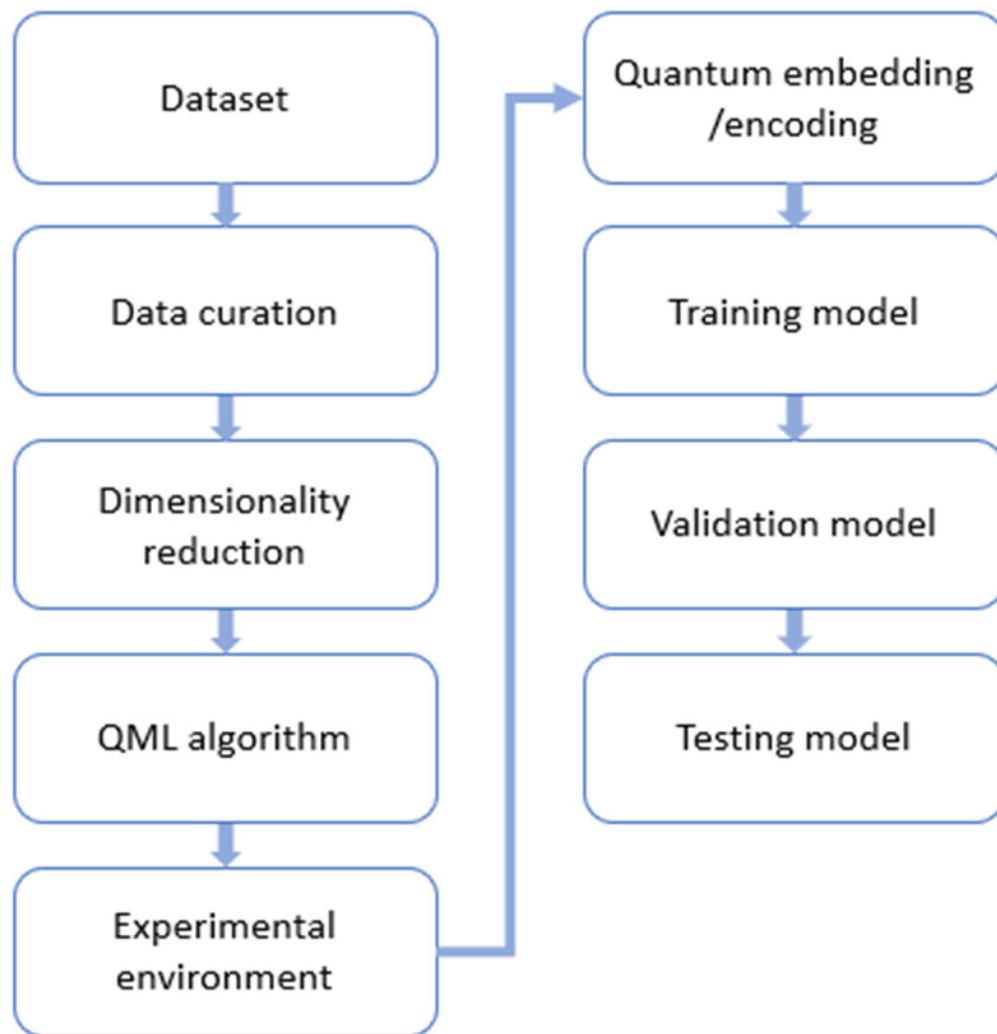 Dataset
Data curation
Dimensionality
reduction
QML algorithm
Experimental
environment
Quantum embedding
/encoding
Training model
Validation model
Testing model